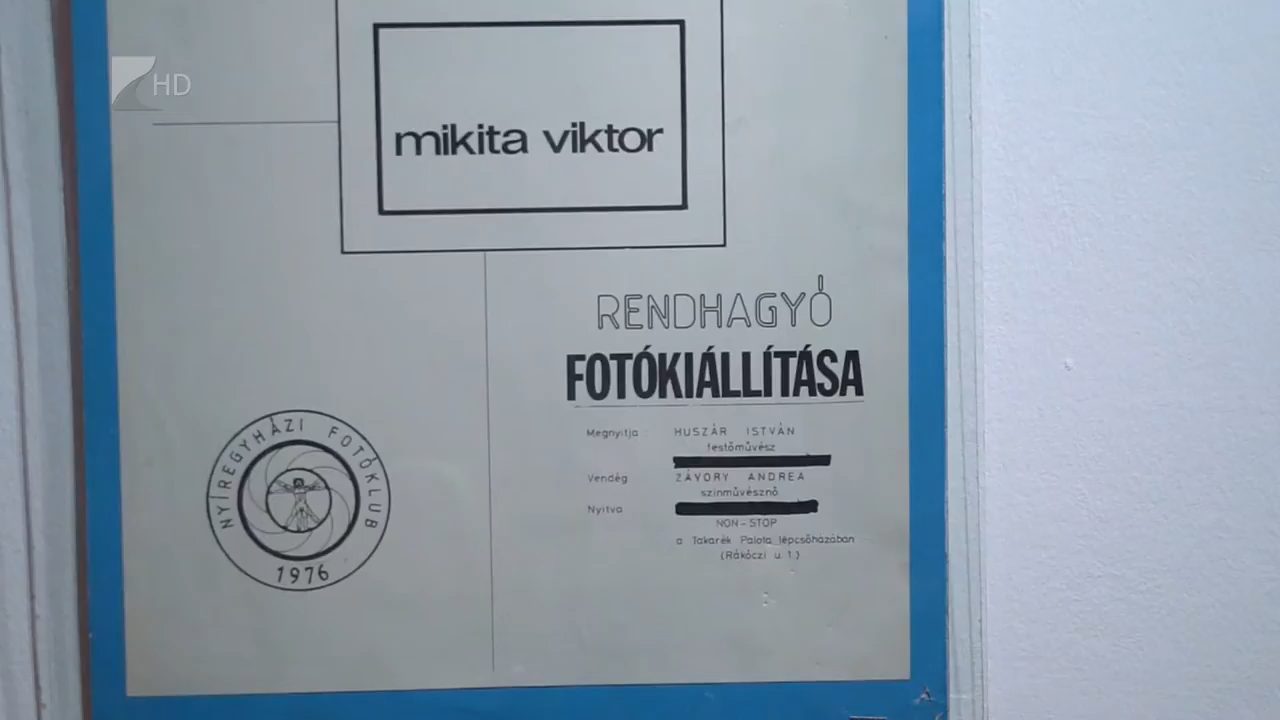 HD
mikita viktor
RENDHAGYÓ
FOTÓKIÁLLÍTÁSA
Megnyitja: HUSZÁR ISTVÁN
festőművész
Vendég ZÁVORY ANDREA
színművésznő
Nyitva
NON-STOP
a Takarék Palota lépcsőházában
(Rákóczi u. 1.)
NYÍREGYHÁZI FOTÓKLUB
1976